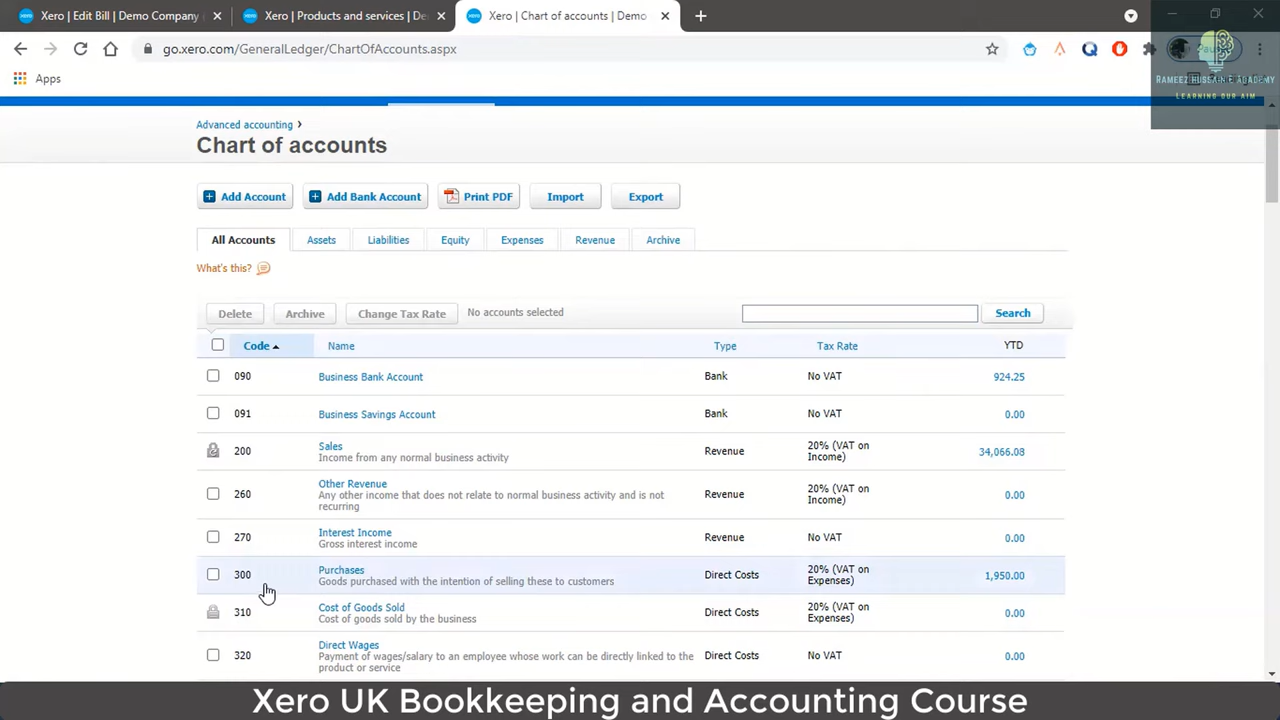 Xero | Edit Bill | Demo Company
Xero | Products and services | De
Xero | Chart of accounts | Demo
go.xero.com/GeneralLedger/ChartOfAccounts.aspx
Apps
RAMEEZ HUSSAIN E ACADEMY
LEARNING OUR AIM
Advanced accounting ›
Chart of accounts
Add Account
Add Bank Account
Print PDF
Import
Export
All Accounts
Assets
Liabilities
Equity
Expenses
Revenue
Archive
What's this?
Delete
Archive
Change Tax Rate
No accounts selected
Search
Code
Name
Type
Tax Rate
YTD
090 Business Bank Account Bank No VAT 924.25
091 Business Savings Account Bank No VAT 0.00
200 Sales Revenue 20% (VAT on Income) 34,066.08
Income from any normal business activity
260 Other Revenue Revenue 20% (VAT on Income) 0.00
Any other income that does not relate to normal business activity and is not
recurring
270 Interest Income Revenue No VAT 0.00
Gross interest income
300 Purchases Direct Costs 20% (VAT on Expenses) 1,950.00
Goods purchased with the intention of selling these to customers
310 Cost of Goods Sold Direct Costs 20% (VAT on Expenses) 0.00
Cost of goods sold by the business
320 Direct Wages Direct Costs No VAT 0.00
Payment of wages/salary to an employee whose work can be directly linked to the
product or service
Xero UK Bookkeeping and Accounting Course